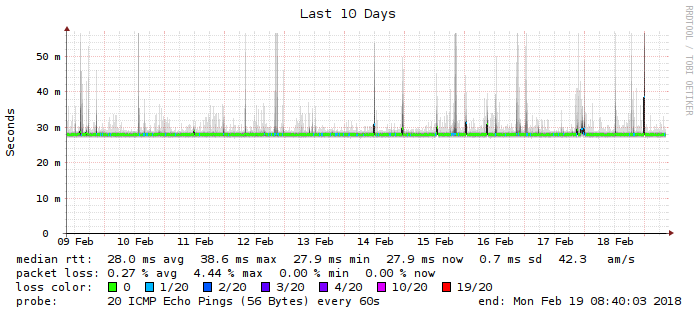 Last 10 Days
RRDTOOL / TOBI OETIKER
Seconds
50 m
40 m
30 m
20 m
10 m
0
09 Feb 10 Feb 11 Feb 12 Feb 13 Feb 14 Feb 15 Feb 16 Feb 17 Feb 18 Feb
median rtt: 28.0 ms avg 38.6 ms max 27.9 ms min 27.9 ms now 0.7 ms sd 42.3 am/s
packet loss: 0.27 % avg 4.44 % max 0.00 % min 0.00 % now
loss color: 0 1/20 2/20 3/20 4/20 10/20 19/20
probe: 20 ICMP Echo Pings (56 Bytes) every 60s end: Mon Feb 19 08:40:03 2018